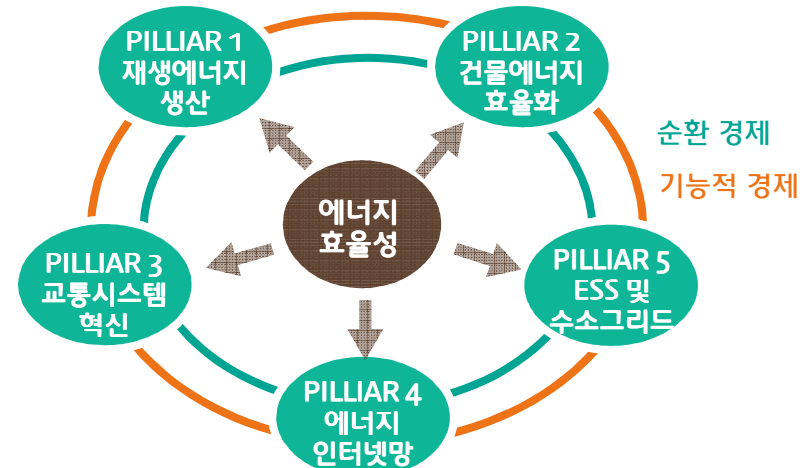 PILLIAR 1
재생에너지
생산
PILLIAR 2
건물에너지
효율화
순환 경제
기능적 경제
에너지
효율성
PILLIAR 3
교통시스템
혁신
PILLIAR 5
ESS 및
수소그리드
PILLIAR 4
에너지
인터넷망